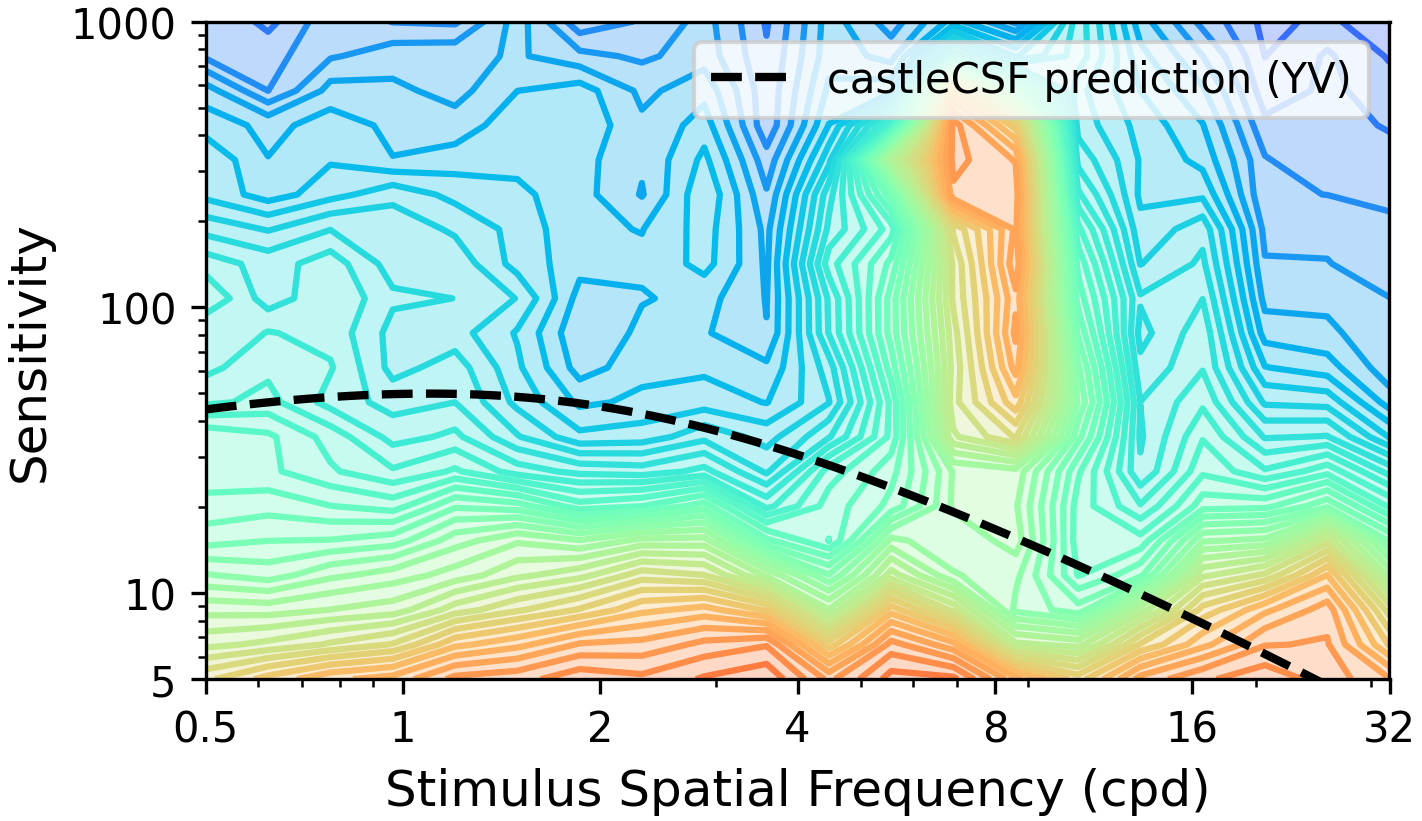 1000
100
10
5
Sensitivity
castleCSF prediction (YV)
0.5 1 2 4 8 16 32
Stimulus Spatial Frequency (cpd)